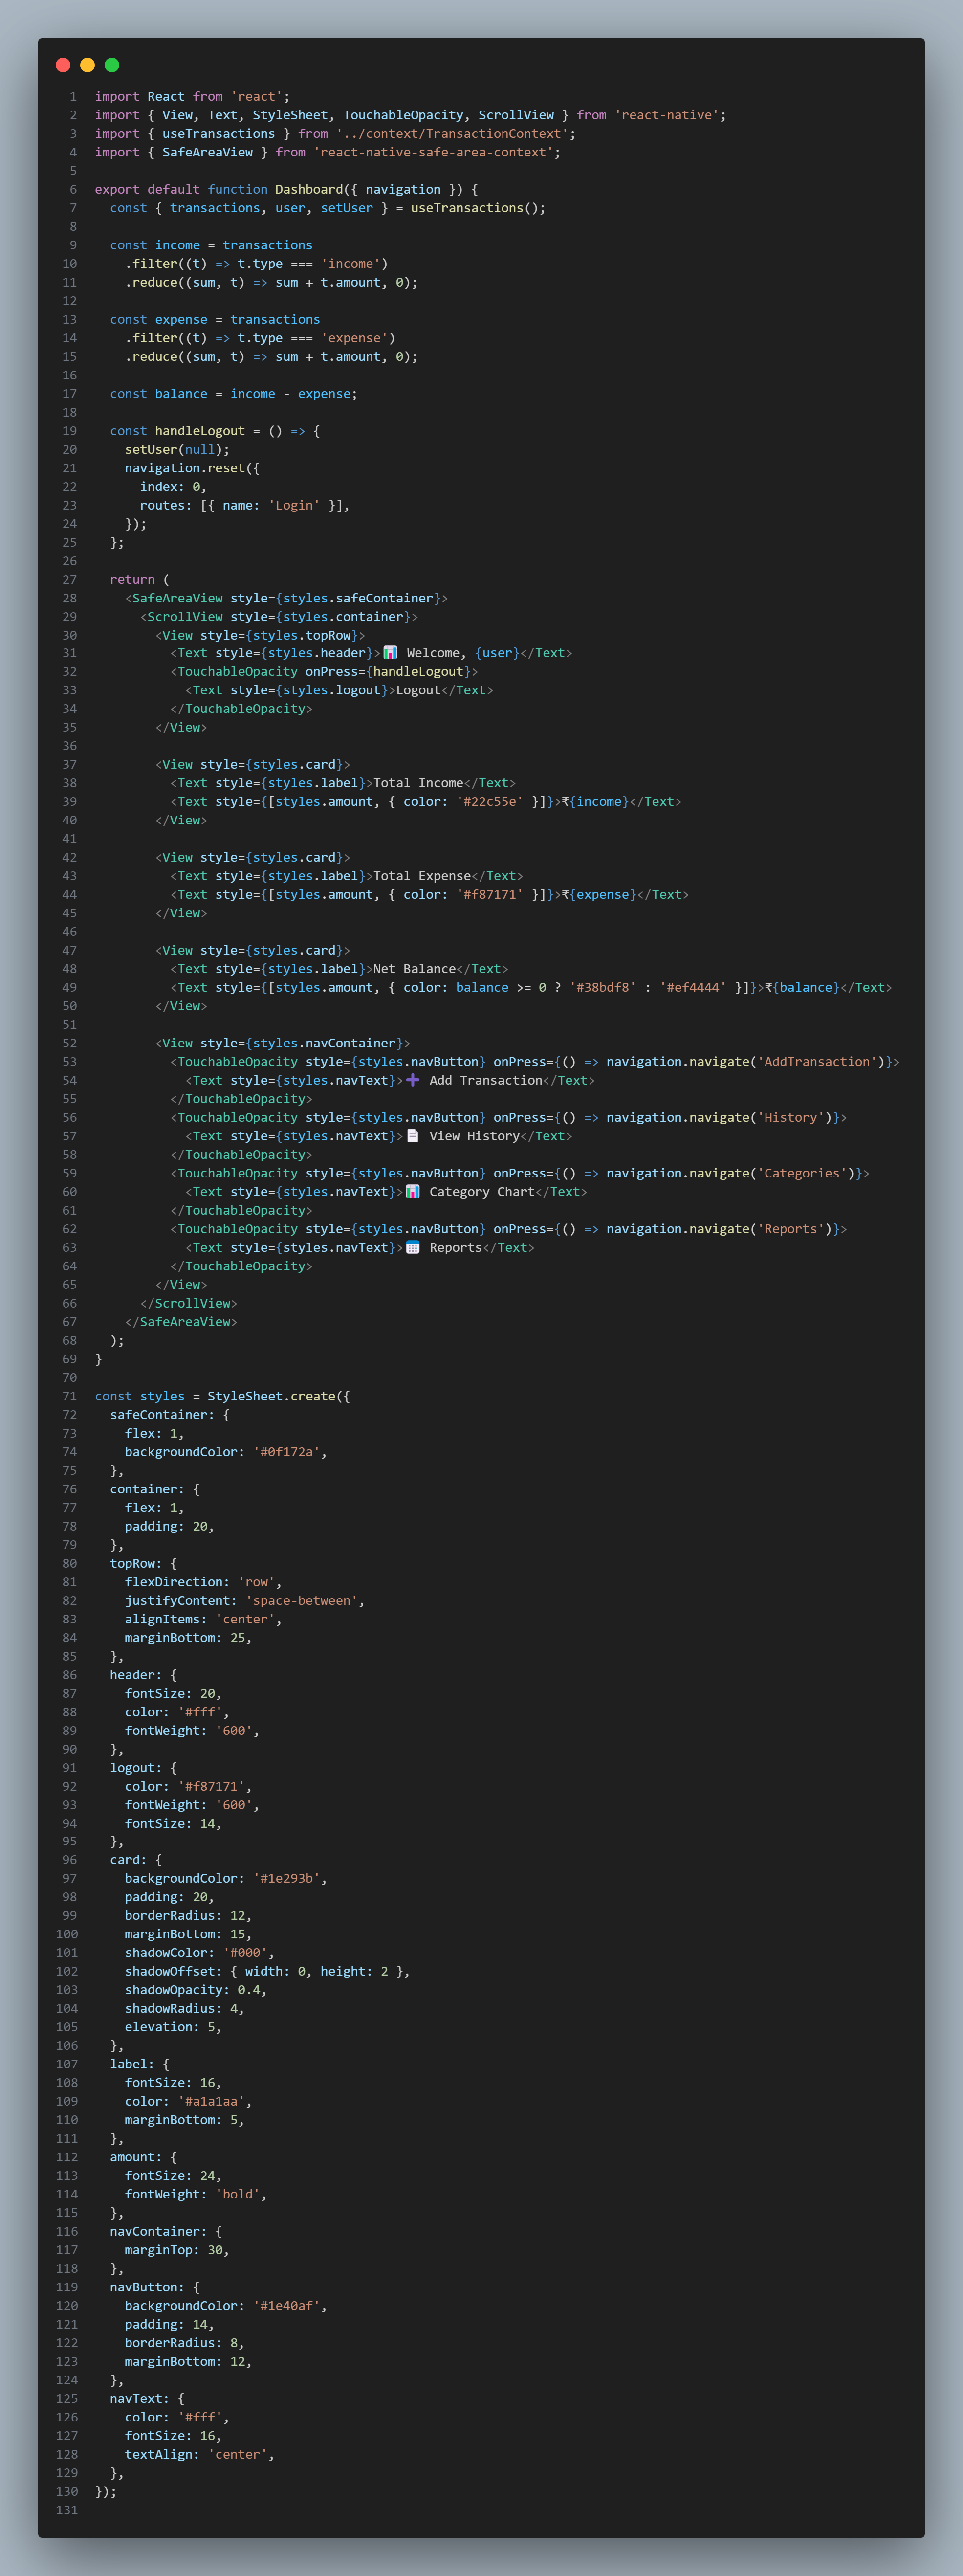 1 import React from 'react';
2 import { View, Text, StyleSheet, TouchableOpacity, ScrollView } from 'react-native';
3 import { useTransactions } from '../context/TransactionContext';
4 import { SafeAreaView } from 'react-native-safe-area-context';
5
6 export default function Dashboard({ navigation }) {
7   const { transactions, user, setUser } = useTransactions();
8
9   const income = transactions
10     .filter((t) => t.type === 'income')
11     .reduce((sum, t) => sum + t.amount, 0);
12
13   const expense = transactions
14     .filter((t) => t.type === 'expense')
15     .reduce((sum, t) => sum + t.amount, 0);
16
17   const balance = income - expense;
18
19   const handleLogout = () => {
20     setUser(null);
21     navigation.reset({
22       index: 0,
23       routes: [{ name: 'Login' }],
24     });
25   };
26
27   return (
28     <SafeAreaView style={styles.safeContainer}>
29       <ScrollView style={styles.container}>
30         <View style={styles.topRow}>
31           <Text style={styles.header}>📊 Welcome, {user}</Text>
32           <TouchableOpacity onPress={handleLogout}>
33             <Text style={styles.logout}>Logout</Text>
34           </TouchableOpacity>
35         </View>
36
37         <View style={styles.card}>
38           <Text style={styles.label}>Total Income</Text>
39           <Text style={[styles.amount, { color: '#22c55e' }]}>₹{income}</Text>
40         </View>
41
42         <View style={styles.card}>
43           <Text style={styles.label}>Total Expense</Text>
44           <Text style={[styles.amount, { color: '#f87171' }]}>₹{expense}</Text>
45         </View>
46
47         <View style={styles.card}>
48           <Text style={styles.label}>Net Balance</Text>
49           <Text style={[styles.amount, { color: balance >= 0 ? '#38bdf8' : '#ef4444' }]}>₹{balance}</Text>
50         </View>
51
52         <View style={styles.navContainer}>
53           <TouchableOpacity style={styles.navButton} onPress={() => navigation.navigate('AddTransaction')}>
54             <Text style={styles.navText}>➕ Add Transaction</Text>
55           </TouchableOpacity>
56           <TouchableOpacity style={styles.navButton} onPress={() => navigation.navigate('History')}>
57             <Text style={styles.navText}>📄 View History</Text>
58           </TouchableOpacity>
59           <TouchableOpacity style={styles.navButton} onPress={() => navigation.navigate('Categories')}>
60             <Text style={styles.navText}>📊 Category Chart</Text>
61           </TouchableOpacity>
62           <TouchableOpacity style={styles.navButton} onPress={() => navigation.navigate('Reports')}>
63             <Text style={styles.navText}>📅 Reports</Text>
64           </TouchableOpacity>
65         </View>
66       </ScrollView>
67     </SafeAreaView>
68   );
69 }
70
71 const styles = StyleSheet.create({
72   safeContainer: {
73     flex: 1,
74     backgroundColor: '#0f172a',
75   },
76   container: {
77     flex: 1,
78     padding: 20,
79   },
80   topRow: {
81     flexDirection: 'row',
82     justifyContent: 'space-between',
83     alignItems: 'center',
84     marginBottom: 25,
85   },
86   header: {
87     fontSize: 20,
88     color: '#fff',
89     fontWeight: '600',
90   },
91   logout: {
92     color: '#f87171',
93     fontWeight: '600',
94     fontSize: 14,
95   },
96   card: {
97     backgroundColor: '#1e293b',
98     padding: 20,
99     borderRadius: 12,
100     marginBottom: 15,
101     shadowColor: '#000',
102     shadowOffset: { width: 0, height: 2 },
103     shadowOpacity: 0.4,
104     shadowRadius: 4,
105     elevation: 5,
106   },
107   label: {
108     fontSize: 16,
109     color: '#a1a1aa',
110     marginBottom: 5,
111   },
112   amount: {
113     fontSize: 24,
114     fontWeight: 'bold',
115   },
116   navContainer: {
117     marginTop: 30,
118   },
119   navButton: {
120     backgroundColor: '#1e40af',
121     padding: 14,
122     borderRadius: 8,
123     marginBottom: 12,
124   },
125   navText: {
126     color: '#fff',
127     fontSize: 16,
128     textAlign: 'center',
129   },
130 });
131